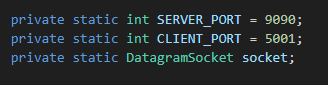 private static int SERVER_PORT = 9090;
private static int CLIENT_PORT = 5001;
private static DatagramSocket socket;